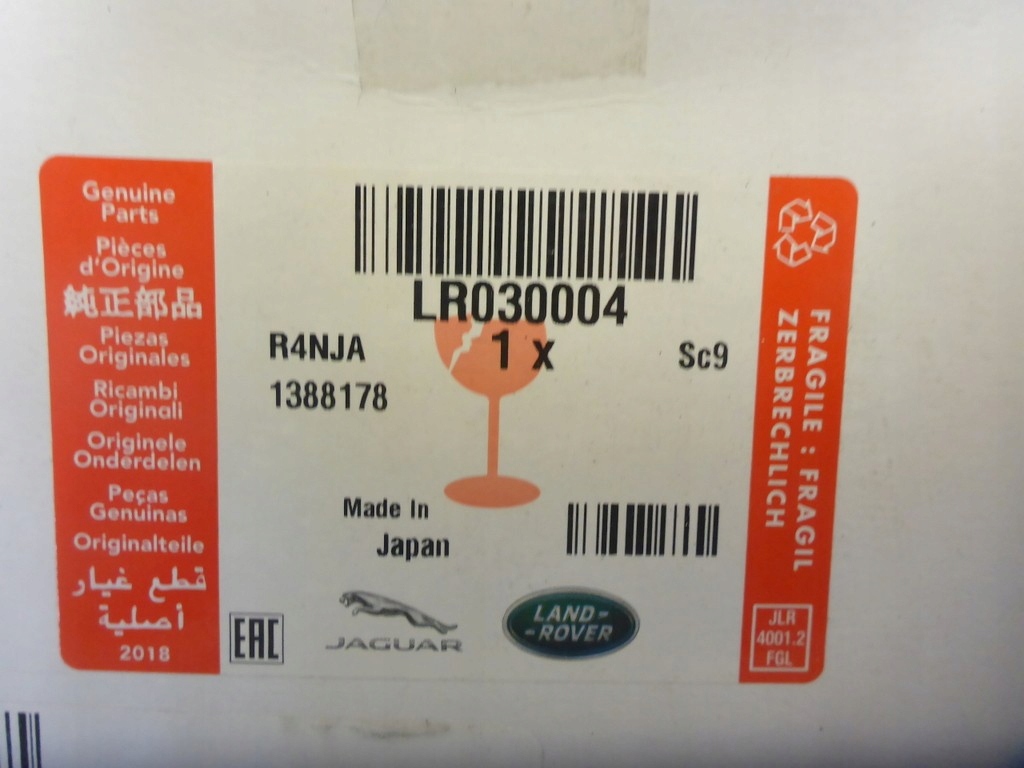 Genuine
Parts
Pièces
d'Origine
純正部品
Piezas
Originales
Ricambi
Originali
Originele
Onderdelen
Peças
Genuinas
Originalteile
قطع غيار
أصلية
2018
LR030004
R4NJA
1 x
Sc9
1388178
Made In
Japan
EAC
JAGUAR
LAND-
-ROVER
FRAGILE : FRAGIL
ZERBRECHLICH
JLR
4001.2
FGL